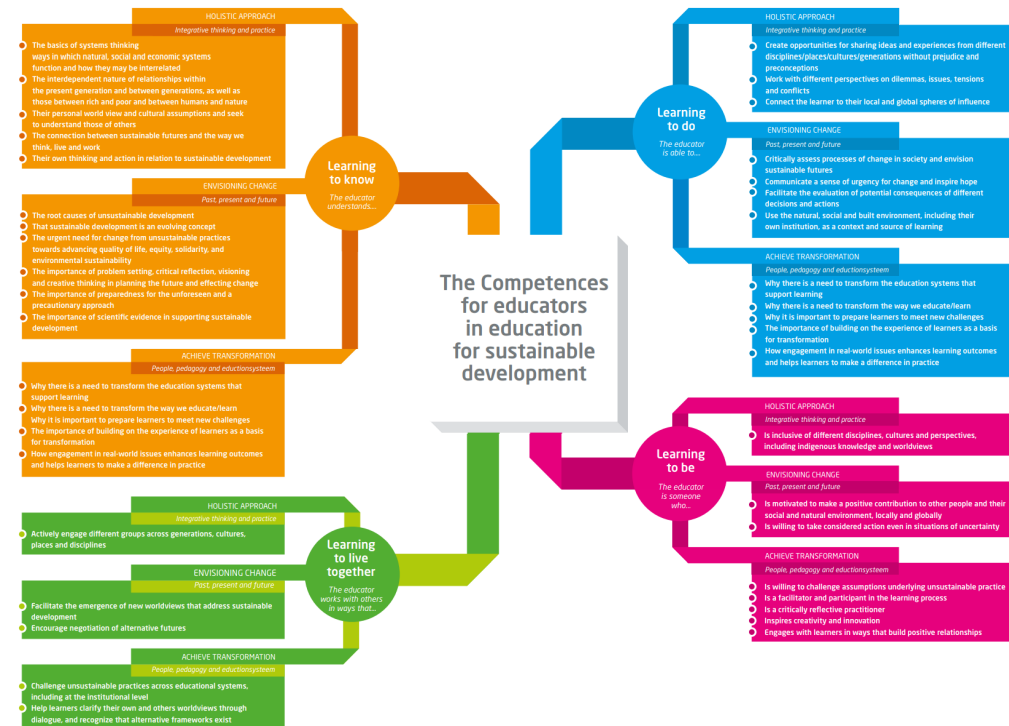 The Competences
for educators
in education
for sustainable
development
Learning
to know
The educator
understands...
HOLISTIC APPROACH
Integrative thinking and practice
The basics of systems thinking
ways in which natural, social and economic systems
function and how they may be interrelated
The interdependent nature of relationships within
the present generation and between generations, as well as
those between rich and poor and between humans and nature
Their personal world view and cultural assumptions and seek
to understand those of others
The connection between sustainable futures and the way we
think, live and work
Their own thinking and action in relation to sustainable development
ENVISIONING CHANGE
Past, present and future
The root causes of unsustainable development
That sustainable development is an evolving concept
The urgent need for change from unsustainable practices
towards advancing quality of life, equity, solidarity, and
environmental sustainability
The importance of problem setting, critical reflection, visioning
and creative thinking in planning the future and effecting change
The importance of preparedness for the unforeseen and a
precautionary approach
The importance of scientific evidence in supporting sustainable
development
ACHIEVE TRANSFORMATION
People, pedagogy and eductionsysteem
Why there is a need to transform the education systems that
support learning
Why there is a need to transform the way we educate/learn
Why it is important to prepare learners to meet new challenges
The importance of building on the experience of learners as a basis
for transformation
How engagement in real-world issues enhances learning outcomes
and helps learners to make a difference in practice
Learning
to do
The educator
is able to...
HOLISTIC APPROACH
Integrative thinking and practice
Create opportunities for sharing ideas and experiences from different
disciplines/places/cultures/generations without prejudice and
preconceptions
Work with different perspectives on dilemmas, issues, tensions
and conflicts
Connect the learner to their local and global spheres of influence
ENVISIONING CHANGE
Past, present and future
Critically assess processes of change in society and envision
sustainable futures
Communicate a sense of urgency for change and inspire hope
Facilitate the evaluation of potential consequences of different
decisions and actions
Use the natural, social and built environment, including their
own institution, as a context and source of learning
ACHIEVE TRANSFORMATION
People, pedagogy and eductionsysteem
Why there is a need to transform the education systems that
support learning
Why there is a need to transform the way we educate/learn
Why it is important to prepare learners to meet new challenges
The importance of building on the experience of learners as a basis
for transformation
How engagement in real-world issues enhances learning outcomes
and helps learners to make a difference in practice
Learning
to live
together
The educator
works with others
in ways that...
HOLISTIC APPROACH
Integrative thinking and practice
Actively engage different groups across generations, cultures,
places and disciplines
ENVISIONING CHANGE
Past, present and future
Facilitate the emergence of new worldviews that address sustainable
development
Encourage negotiation of alternative futures
ACHIEVE TRANSFORMATION
People, pedagogy and eductionsysteem
Challenge unsustainable practices across educational systems,
including at the institutional level
Help learners clarify their own and others worldviews through
dialogue, and recognize that alternative frameworks exist
Learning
to be
The educator
is someone
who...
HOLISTIC APPROACH
Integrative thinking and practice
Is inclusive of different disciplines, cultures and perspectives,
including indigenous knowledge and worldviews
ENVISIONING CHANGE
Past, present and future
Is motivated to make a positive contribution to other people and their
social and natural environment, locally and globally
Is willing to take considered action even in situations of uncertainty
ACHIEVE TRANSFORMATION
People, pedagogy and eductionsysteem
Is willing to challenge assumptions underlying unsustainable practice
Is a facilitator and participant in the learning process
Is a critically reflective practitioner
Inspires creativity and innovation
Engages with learners in ways that build positive relationships